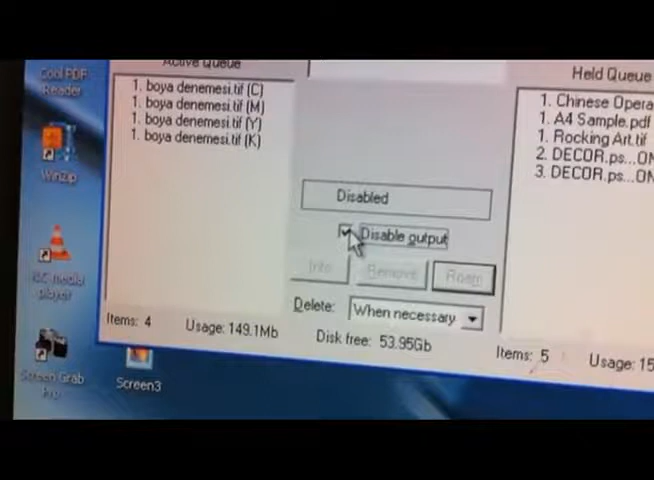 Active Queue
1. boya denemesi.tif (C)
1. boya denemesi.tif (M)
1. boya denemesi.tif (Y)
1. boya denemesi.tif (K)
Items: 4
Usage: 149.1Mb
Disabled
Disable output
Info
Remove
Roam
Delete:
When necessary
Disk free: 53.95Gb
Held Queue
1. Chinese Opera
1. A4 Sample.pdf
1. Rocking Art.tif
2. DECOR.ps...ON
3. DECOR.ps...ON
Items: 5
Usage: 15
Cool PDF
Reader
WinZip
media
player
Screen Grab
Pro
Screen3